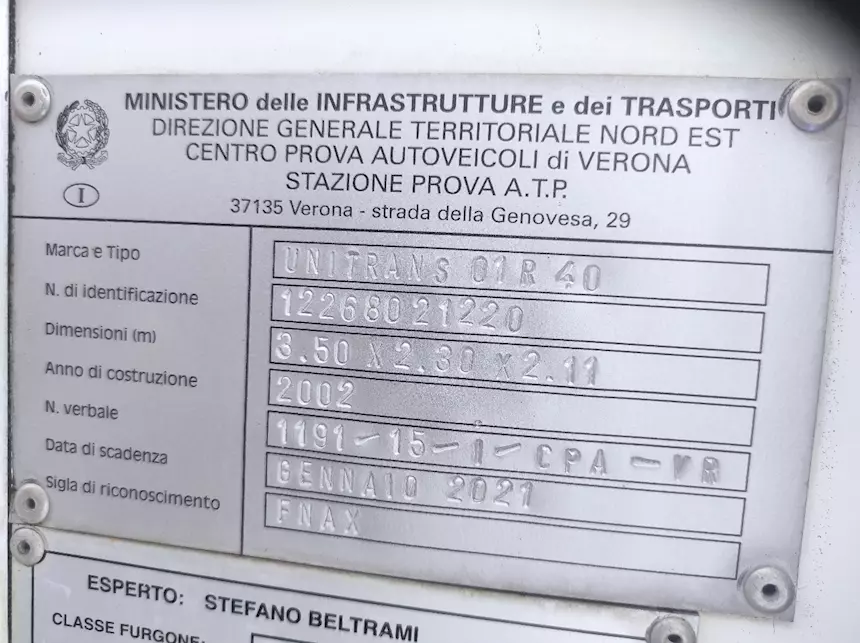 MINISTERO delle INFRASTRUTTURE e dei TRASPORTI
DIREZIONE GENERALE TERRITORIALE NORD EST
CENTRO PROVA AUTOVEICOLI di VERONA
STAZIONE PROVA A.T.P.
I
37135 Verona - strada della Genovesa, 29
Marca e Tipo UNITRANS 01R 40
N. di identificazione 12268021220
Dimensioni (m) 3.50 X 2.30 X 2.11
Anno di costruzione 2002
N. verbale 1191-15-1-CPA-VR
Data di scadenza GENNAIO 2021
Sigla di riconoscimento FNAX
ESPERTO: STEFANO BELTRAMI
CLASSE FURGONE: